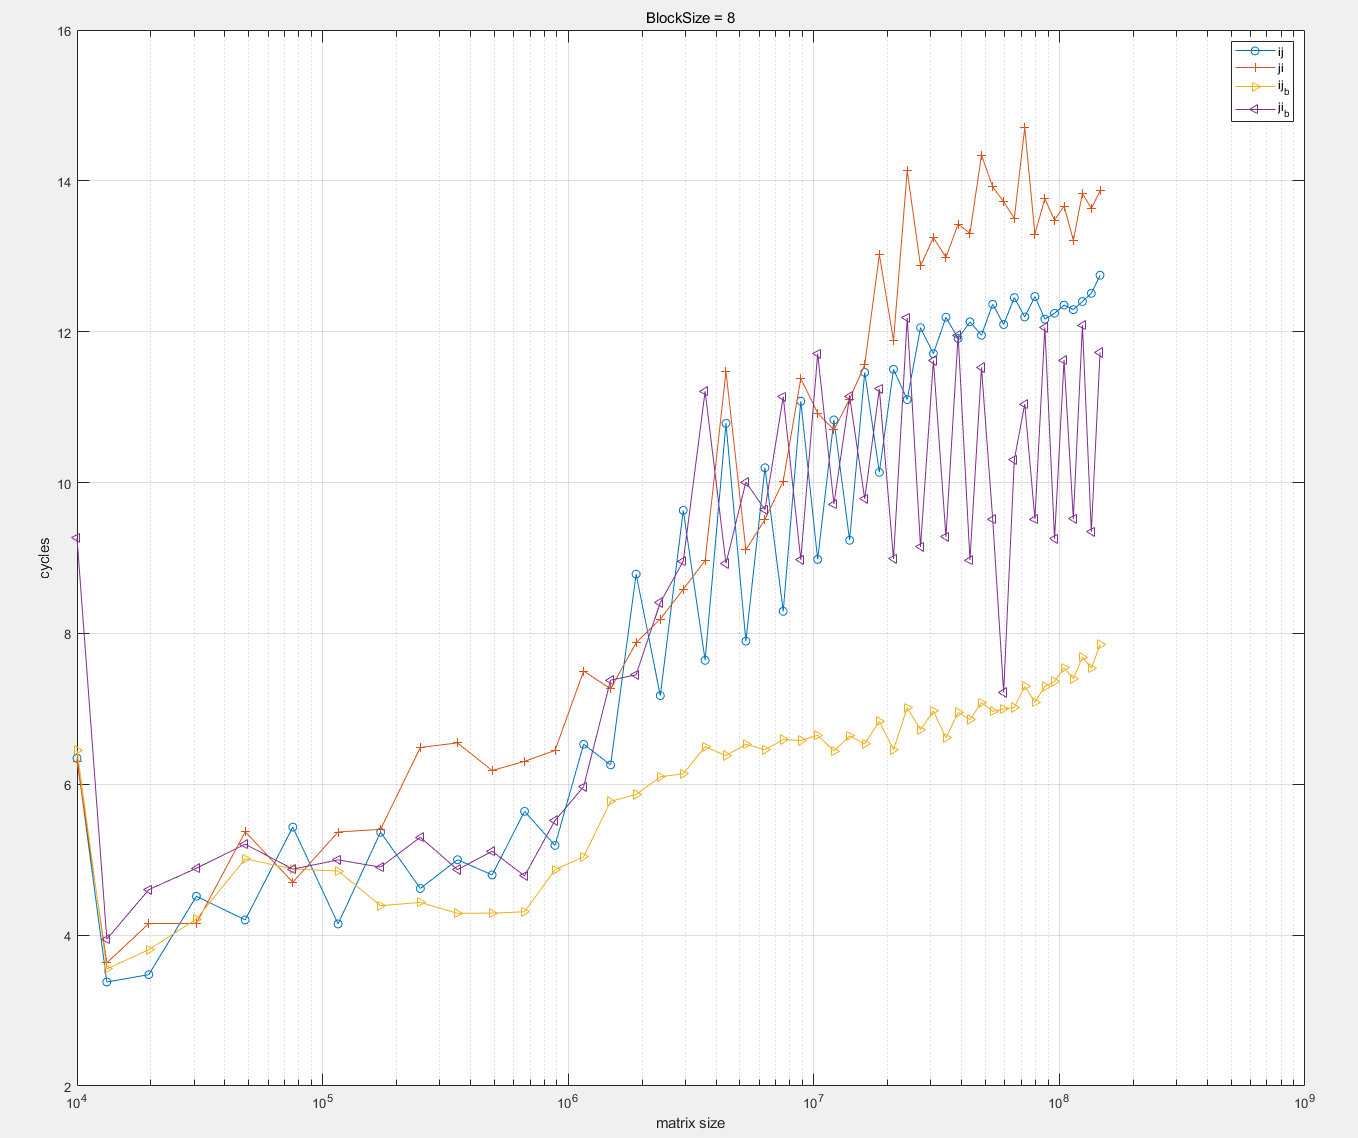 BlockSize = 8
ij
ji
ij_b
ji_b
cycles
16
14
12
10
8
6
4
2
10^4 10^5 10^6 10^7 10^8 10^9
matrix size